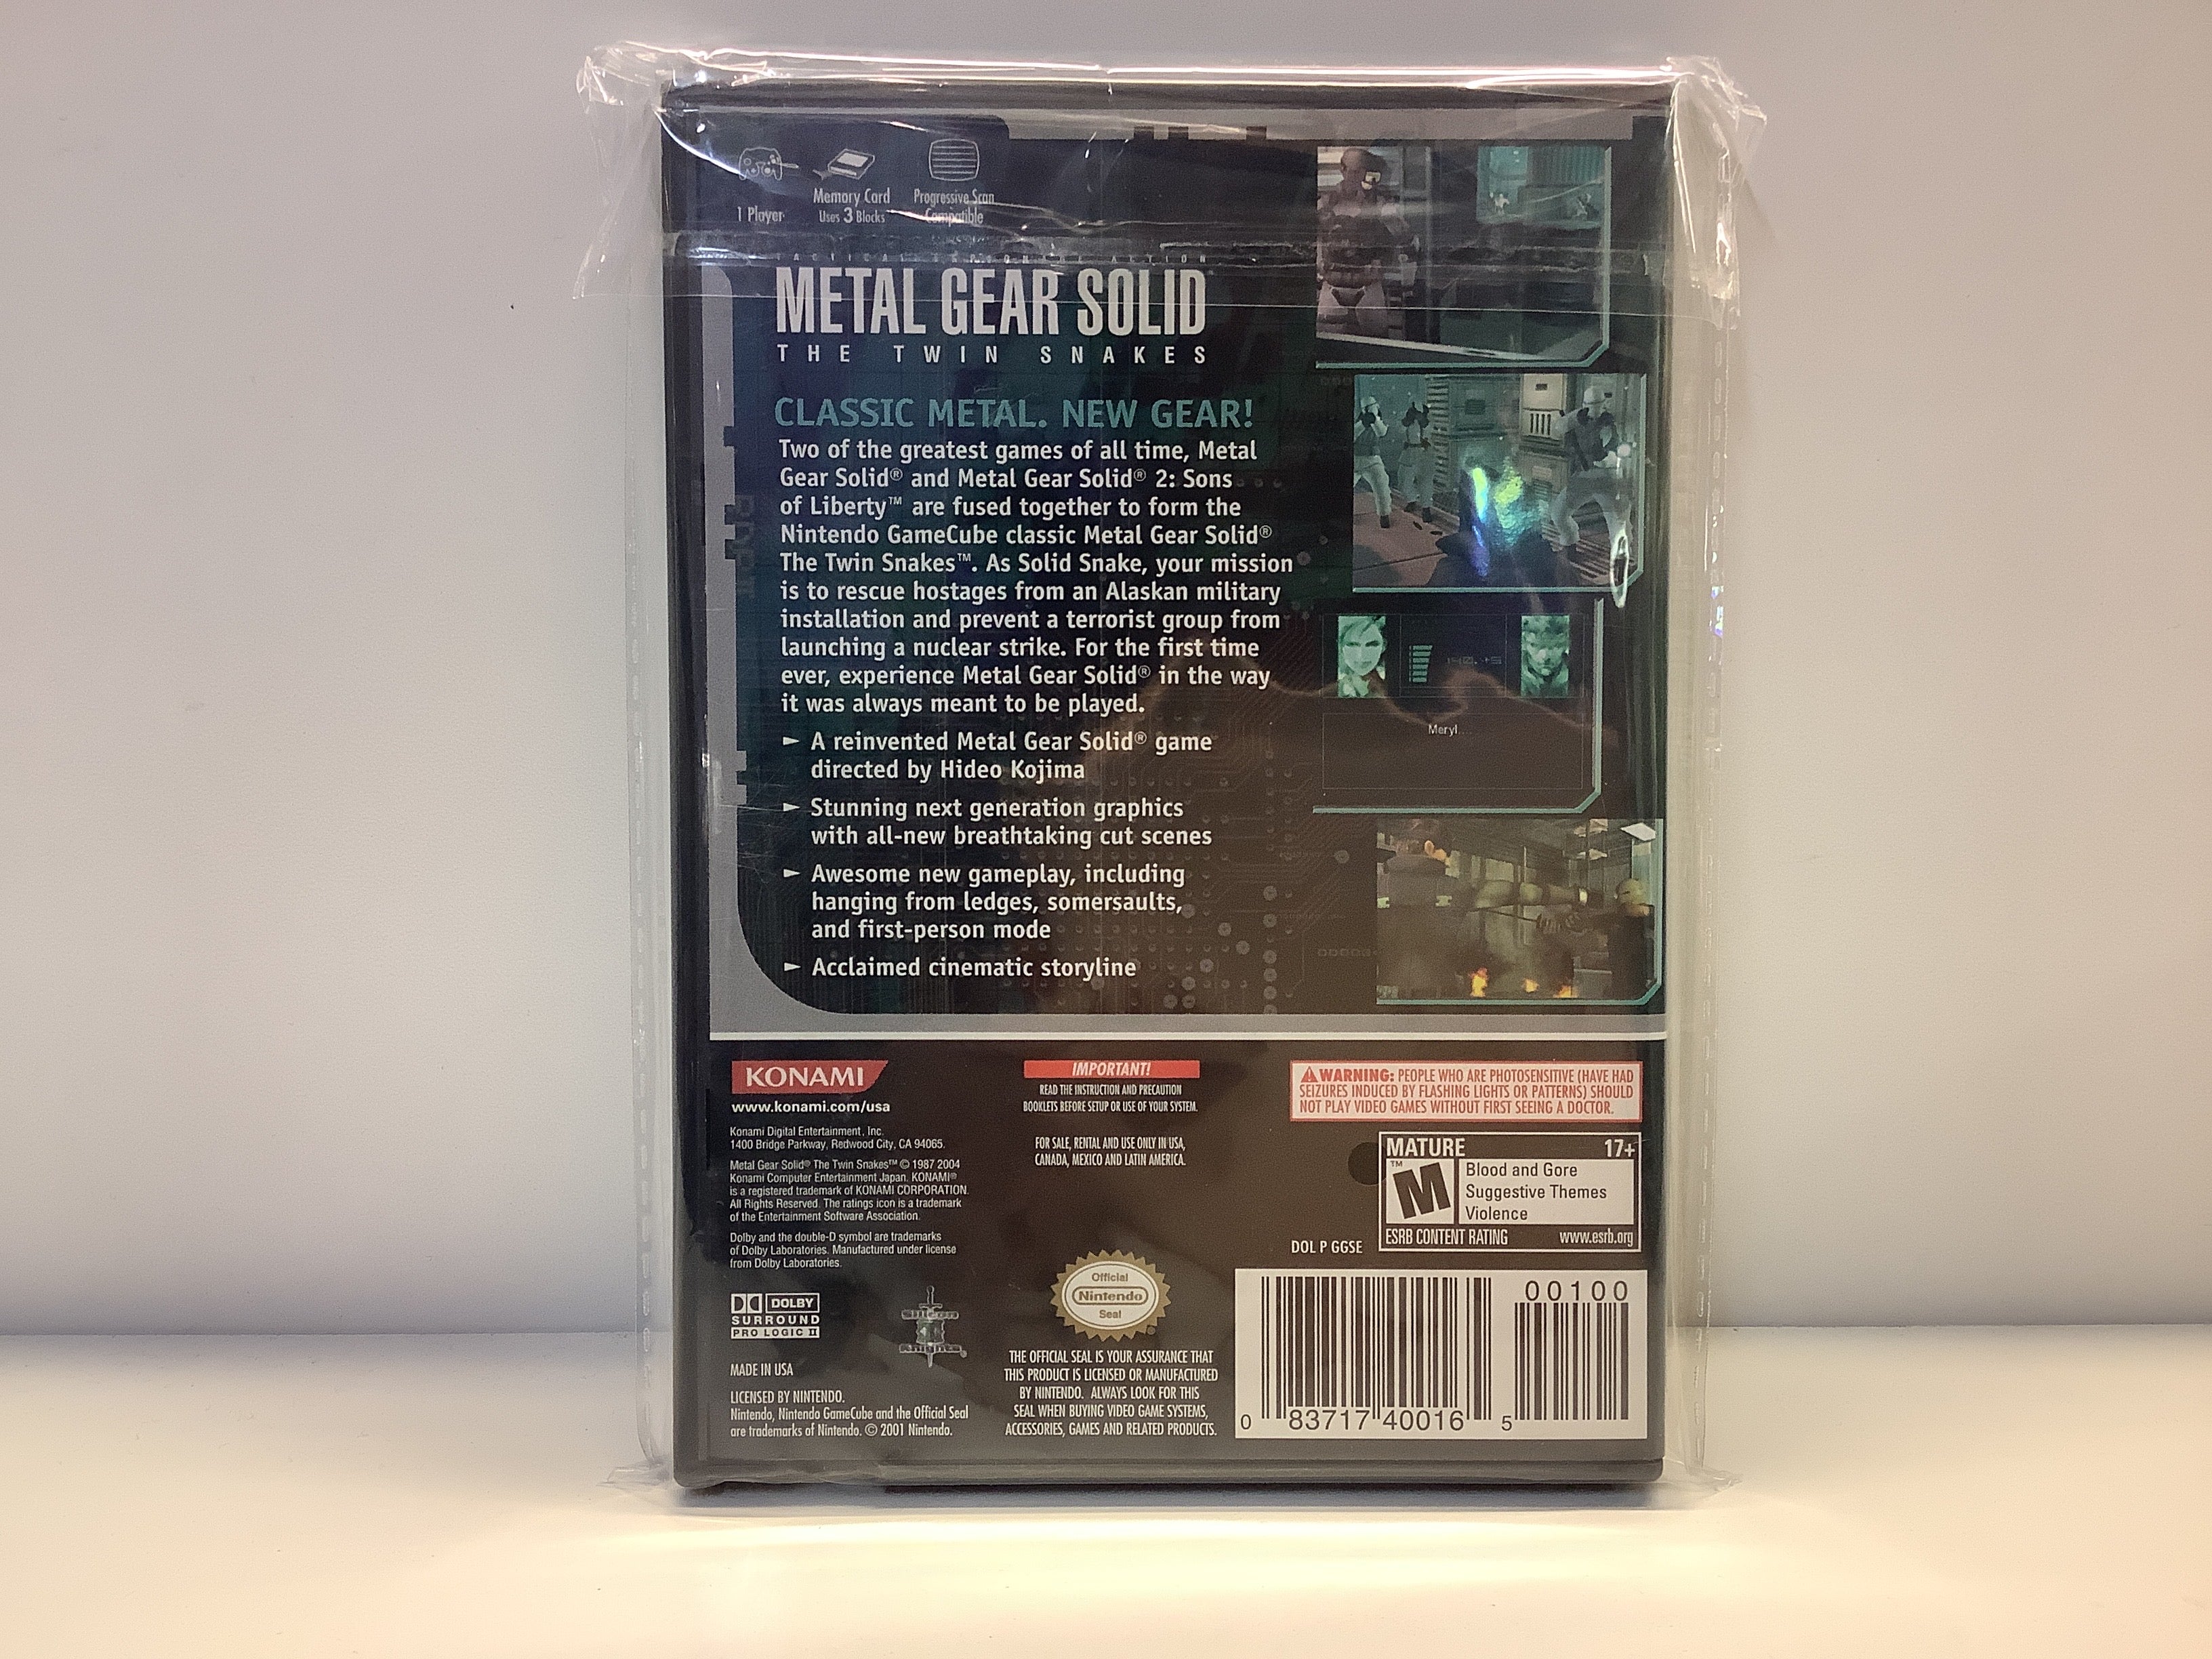 1 Player
Memory Card
Uses 3 Blocks
Progressive Scan
Compatible
TACTICAL ESPIONAGE ACTION
METAL GEAR SOLID
THE TWIN SNAKES
CLASSIC METAL. NEW GEAR!
Two of the greatest games of all time, Metal
Gear Solid® and Metal Gear Solid® 2: Sons
of Liberty™ are fused together to form the
Nintendo GameCube classic Metal Gear Solid®
The Twin Snakes™. As Solid Snake, your mission
is to rescue hostages from an Alaskan military
installation and prevent a terrorist group from
launching a nuclear strike. For the first time
ever, experience Metal Gear Solid® in the way
it was always meant to be played.
► A reinvented Metal Gear Solid® game
directed by Hideo Kojima
► Stunning next generation graphics
with all-new breathtaking cut scenes
► Awesome new gameplay, including
hanging from ledges, somersaults,
and first-person mode
► Acclaimed cinematic storyline
Meryl...
KONAMI
www.konami.com/usa
Konami Digital Entertainment, Inc.
1400 Bridge Parkway, Redwood City, CA 94065.
Metal Gear Solid® The Twin Snakes™ © 1987 2004
Konami Computer Entertainment Japan. KONAMI®
is a registered trademark of KONAMI CORPORATION.
All Rights Reserved. The ratings icon is a trademark
of the Entertainment Software Association.
Dolby and the double-D symbol are trademarks
of Dolby Laboratories. Manufactured under license
from Dolby Laboratories.
DOLBY
SURROUND
PRO LOGIC II
Silicon
Knights
MADE IN USA
LICENSED BY NINTENDO.
Nintendo, Nintendo GameCube and the Official Seal
are trademarks of Nintendo. © 2001 Nintendo.
IMPORTANT!
READ THE INSTRUCTION AND PRECAUTION
BOOKLETS BEFORE SETUP OR USE OF YOUR SYSTEM.
FOR SALE, RENTAL AND USE ONLY IN USA,
CANADA, MEXICO AND LATIN AMERICA.
Official
Nintendo
Seal
THE OFFICIAL SEAL IS YOUR ASSURANCE THAT
THIS PRODUCT IS LICENSED OR MANUFACTURED
BY NINTENDO. ALWAYS LOOK FOR THIS
SEAL WHEN BUYING VIDEO GAME SYSTEMS,
ACCESSORIES, GAMES AND RELATED PRODUCTS.
WARNING: PEOPLE WHO ARE PHOTOSENSITIVE (HAVE HAD
SEIZURES INDUCED BY FLASHING LIGHTS OR PATTERNS) SHOULD
NOT PLAY VIDEO GAMES WITHOUT FIRST SEEING A DOCTOR.
MATURE 17+
M™
Blood and Gore
Suggestive Themes
Violence
ESRB CONTENT RATING www.esrb.org
DOL P GGSE
00100
0 83717 40016 5